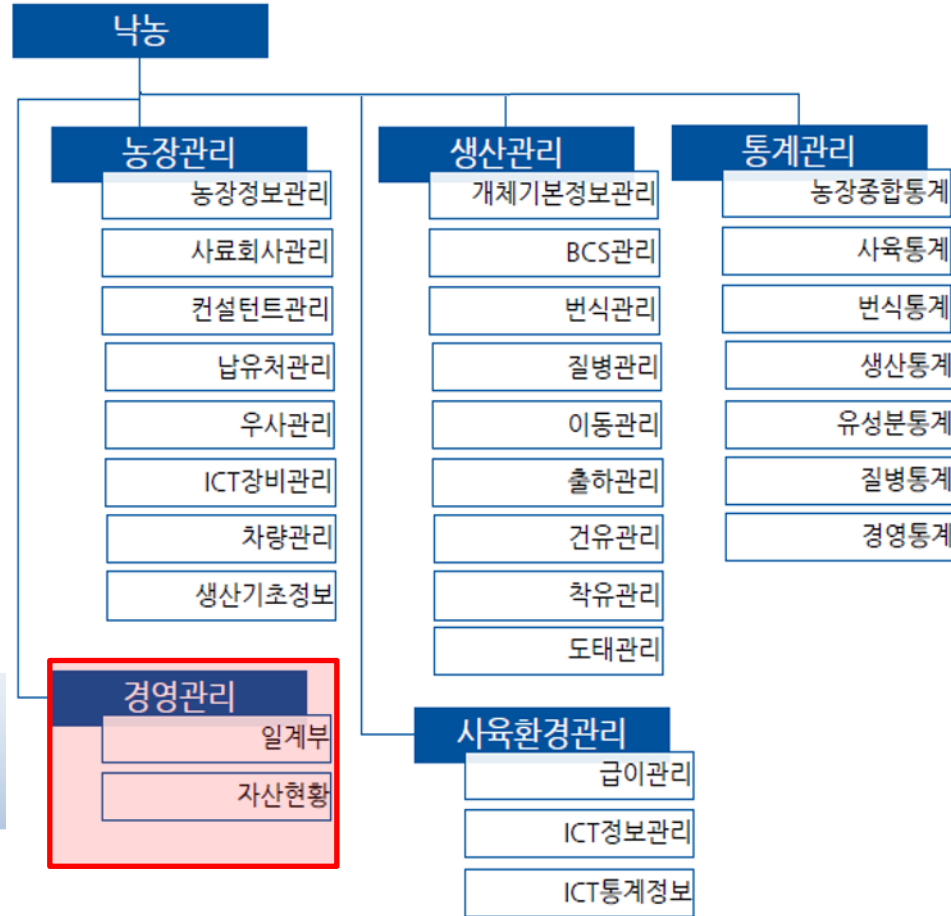 낙농
농장관리
농장정보관리
사료회사관리
컨설턴트관리
납유처관리
우사관리
ICT장비관리
차량관리
생산기초정보
생산관리
개체기본정보관리
BCS관리
번식관리
질병관리
이동관리
출하관리
건유관리
착유관리
도태관리
통계관리
농장종합통계
사육통계
번식통계
생산통계
유성분통계
질병통계
경영통계
경영관리
일계부
자산현황
사육환경관리
급이관리
ICT정보관리
ICT통계정보